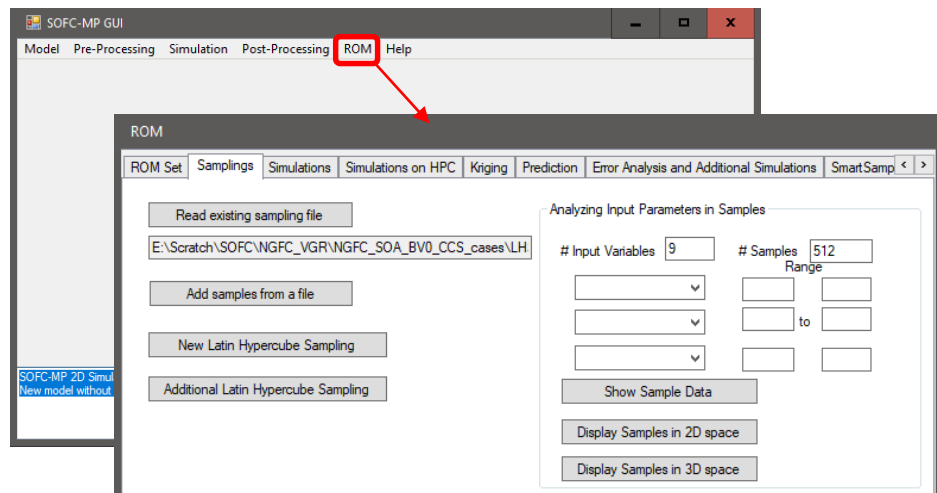 SOFC-MP GUI
Model Pre-Processing Simulation Post-Processing ROM Help
ROM
ROM Set Samplings Simulations Simulations on HPC Kriging Prediction Error Analysis and Additional Simulations SmartSamp
Read existing sampling file
E:\Scratch\SOFC\NGFC_VGR\NGFC_SOA_BV0_CCS_cases\LH
Add samples from a file
New Latin Hypercube Sampling
Additional Latin Hypercube Sampling
Analyzing Input Parameters in Samples
# Input Variables 9 # Samples 512
Range
to
Show Sample Data
Display Samples in 2D space
Display Samples in 3D space
SOFC-MP 2D Simul
New model without